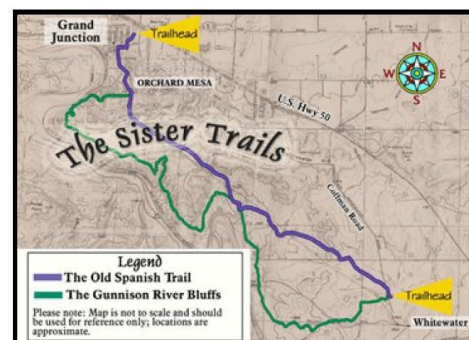 Grand
Junction
Trailhead
N
W E
S
ORCHARD MESA
U.S. Hwy 50
The Sister Trails
Coffman Road
Legend
The Old Spanish Trail
The Gunnison River Bluffs
Please note: Map is not to scale and should
be used for reference only; locations are
approximate.
Trailhead
Whitewater